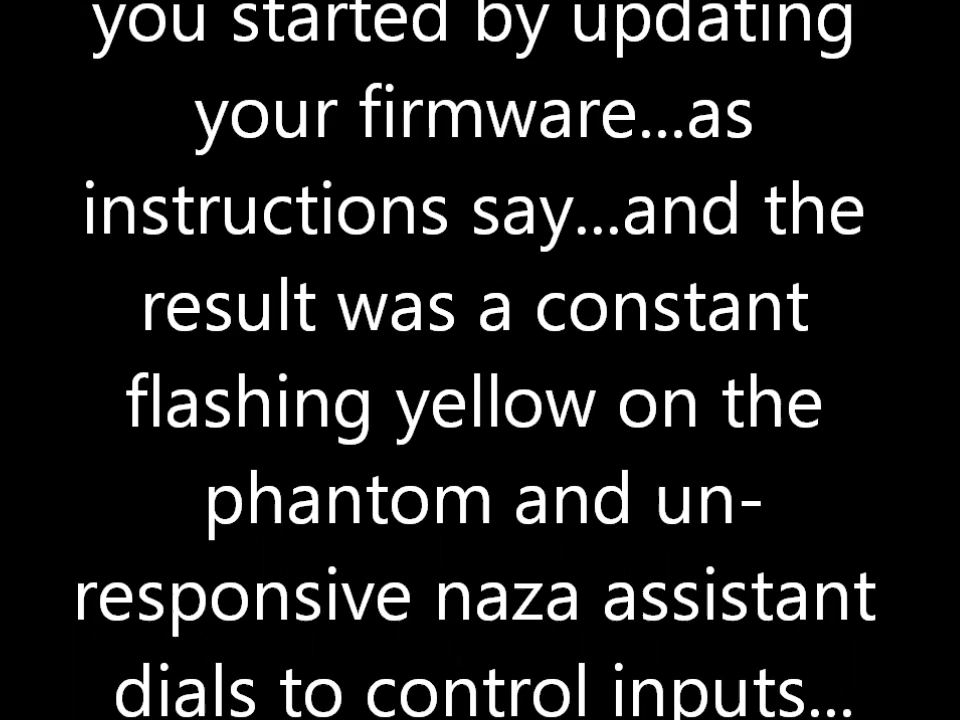 you started by updating
your firmware...as
instructions say...and the
result was a constant
flashing yellow on the
phantom and un-
responsive naza assistant
dials to control inputs...